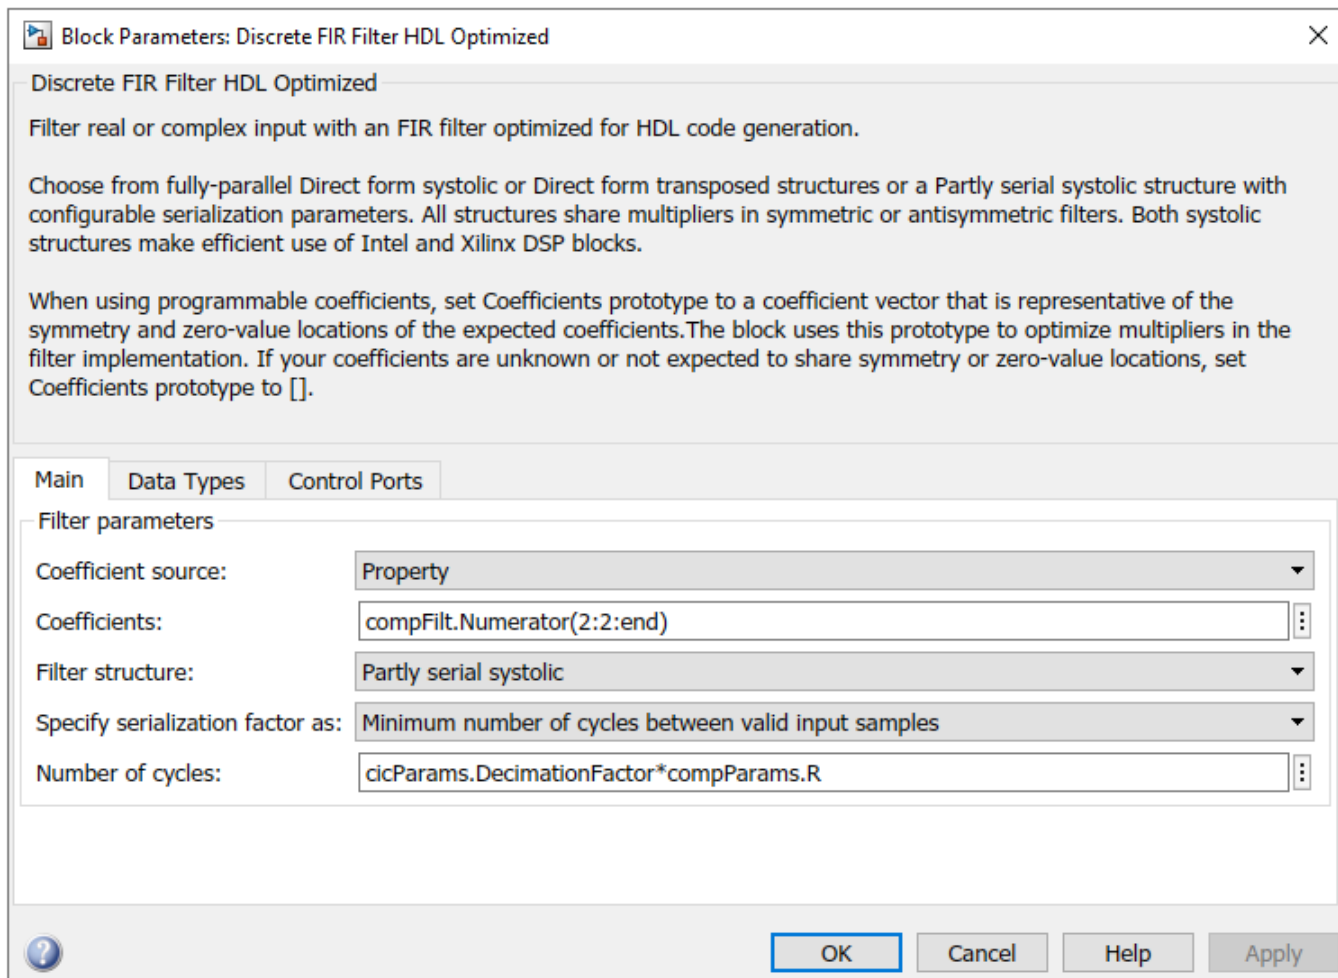 Block Parameters: Discrete FIR Filter HDL Optimized
Discrete FIR Filter HDL Optimized
Filter real or complex input with an FIR filter optimized for HDL code generation.
Choose from fully-parallel Direct form systolic or Direct form transposed structures or a Partly serial systolic structure with
configurable serialization parameters. All structures share multipliers in symmetric or antisymmetric filters. Both systolic
structures make efficient use of Intel and Xilinx DSP blocks.
When using programmable coefficients, set Coefficients prototype to a coefficient vector that is representative of the
symmetry and zero-value locations of the expected coefficients.The block uses this prototype to optimize multipliers in the
filter implementation. If your coefficients are unknown or not expected to share symmetry or zero-value locations, set
Coefficients prototype to [].
Main Data Types Control Ports
Filter parameters
Coefficient source: Property
Coefficients: compFilt.Numerator(2:2:end)
Filter structure: Partly serial systolic
Specify serialization factor as: Minimum number of cycles between valid input samples
Number of cycles: cicParams.DecimationFactor*compParams.R
OK Cancel Help Apply